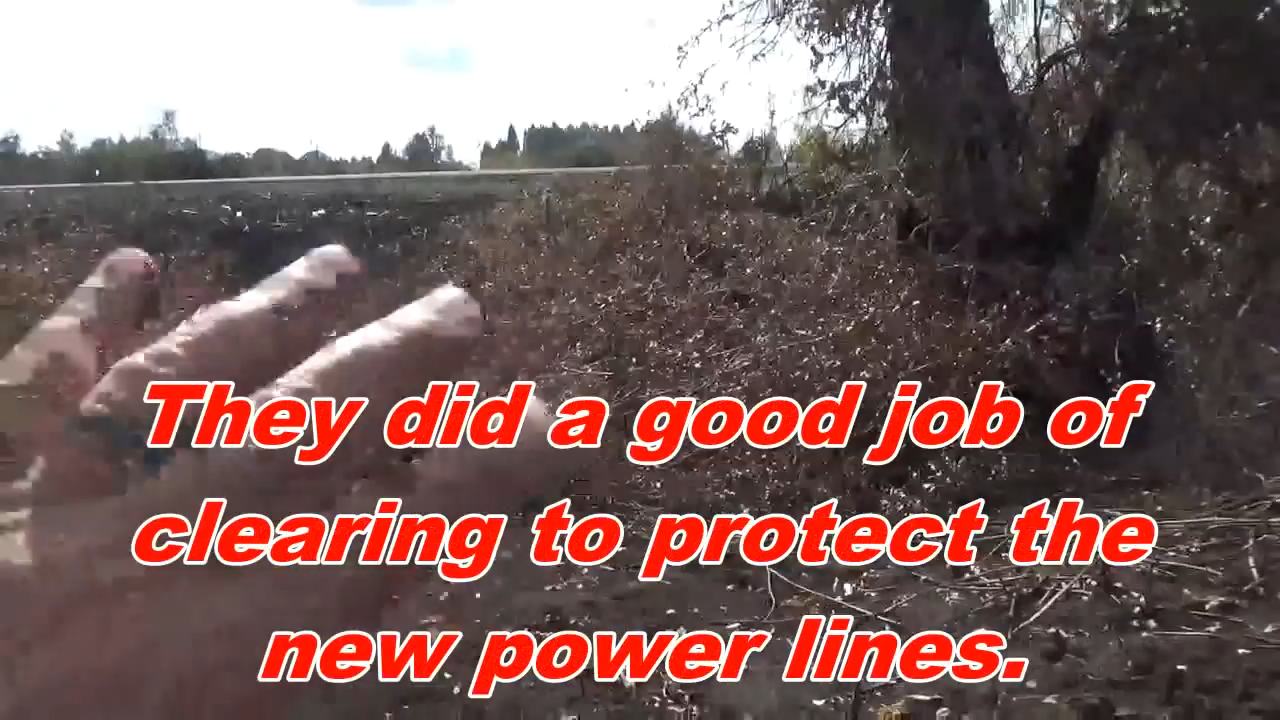 They did a good job of
clearing to protect the
new power lines.